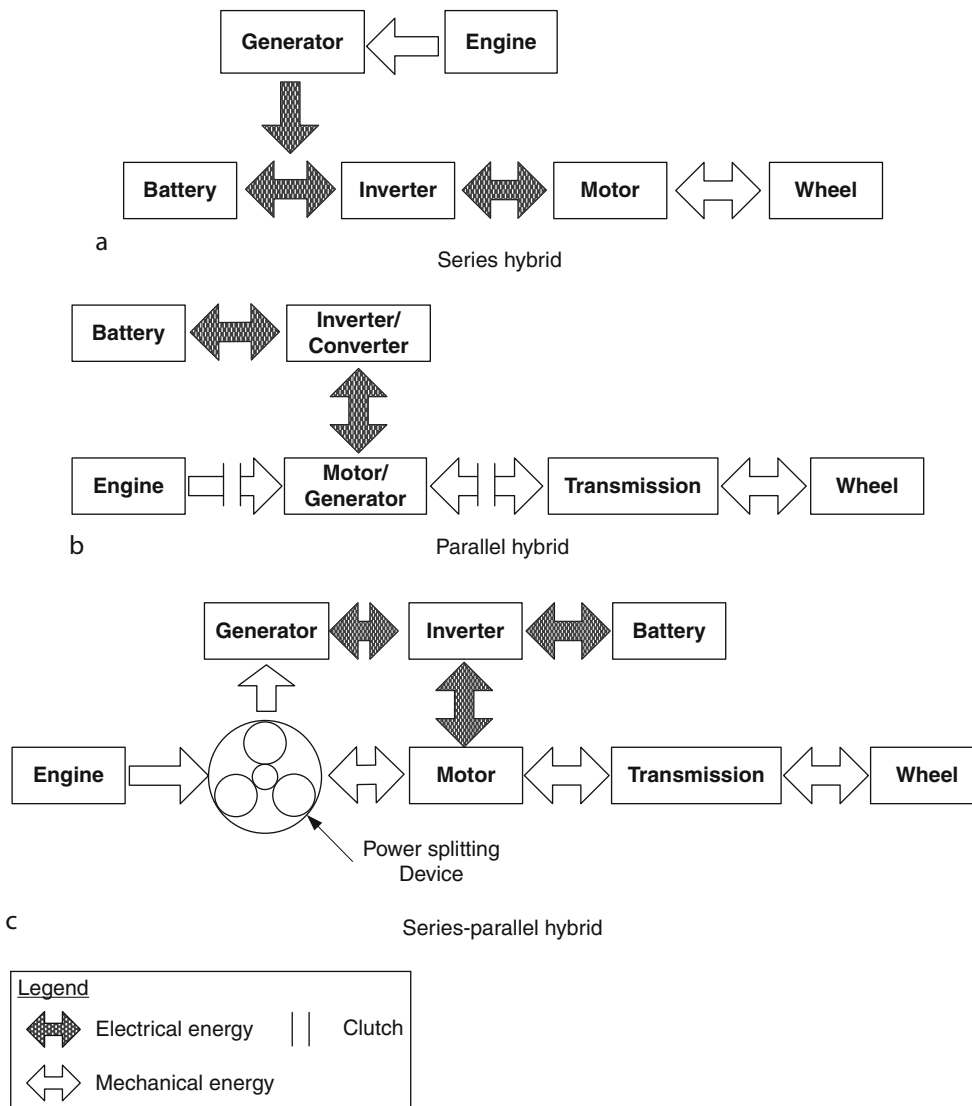 Generator
Engine
Battery
Inverter
Motor
Wheel
a
Series hybrid
Battery
Inverter/
Converter
Engine
Motor/
Generator
Transmission
Wheel
b
Parallel hybrid
Generator
Inverter
Battery
Engine
Motor
Transmission
Wheel
Power splitting
Device
c
Series-parallel hybrid
Legend
Electrical energy
Clutch
Mechanical energy